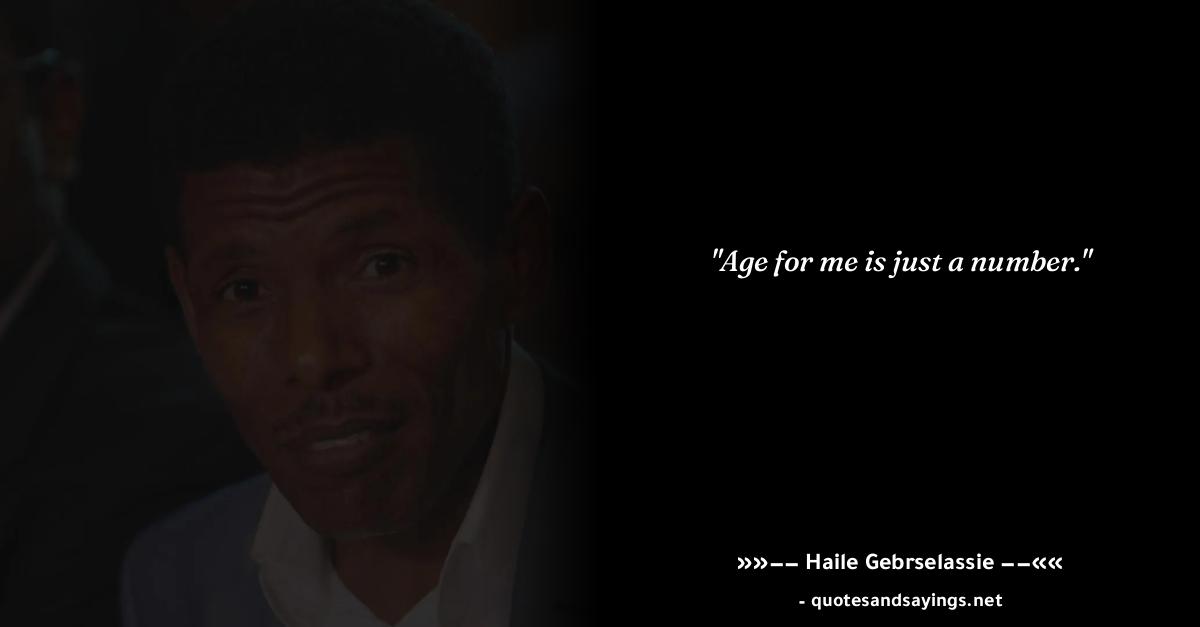 "Age for me is just a number."
»»–– Haile Gebrselassie ––««
- quotesandsayings.net